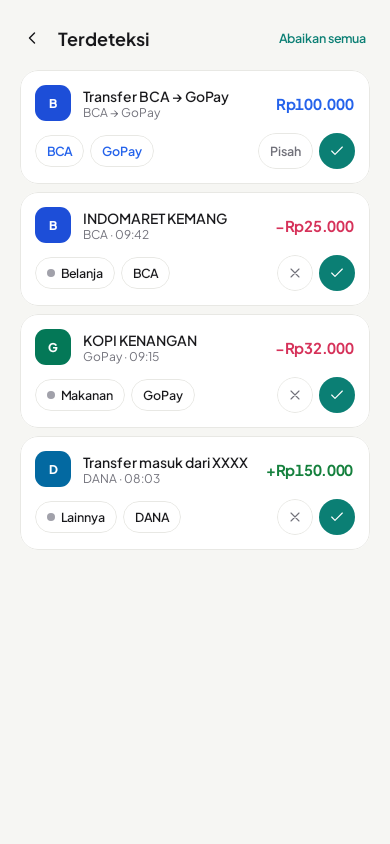 Terdeteksi
Abaikan semua
B
Transfer BCA → GoPay
BCA → GoPay
Rp100.000
BCA
GoPay
Pisah
B
INDOMARET KEMANG
BCA · 09:42
−Rp25.000
Belanja
BCA
G
KOPI KENANGAN
GoPay · 09:15
−Rp32.000
Makanan
GoPay
D
Transfer masuk dari XXXX
DANA · 08:03
+Rp150.000
Lainnya
DANA